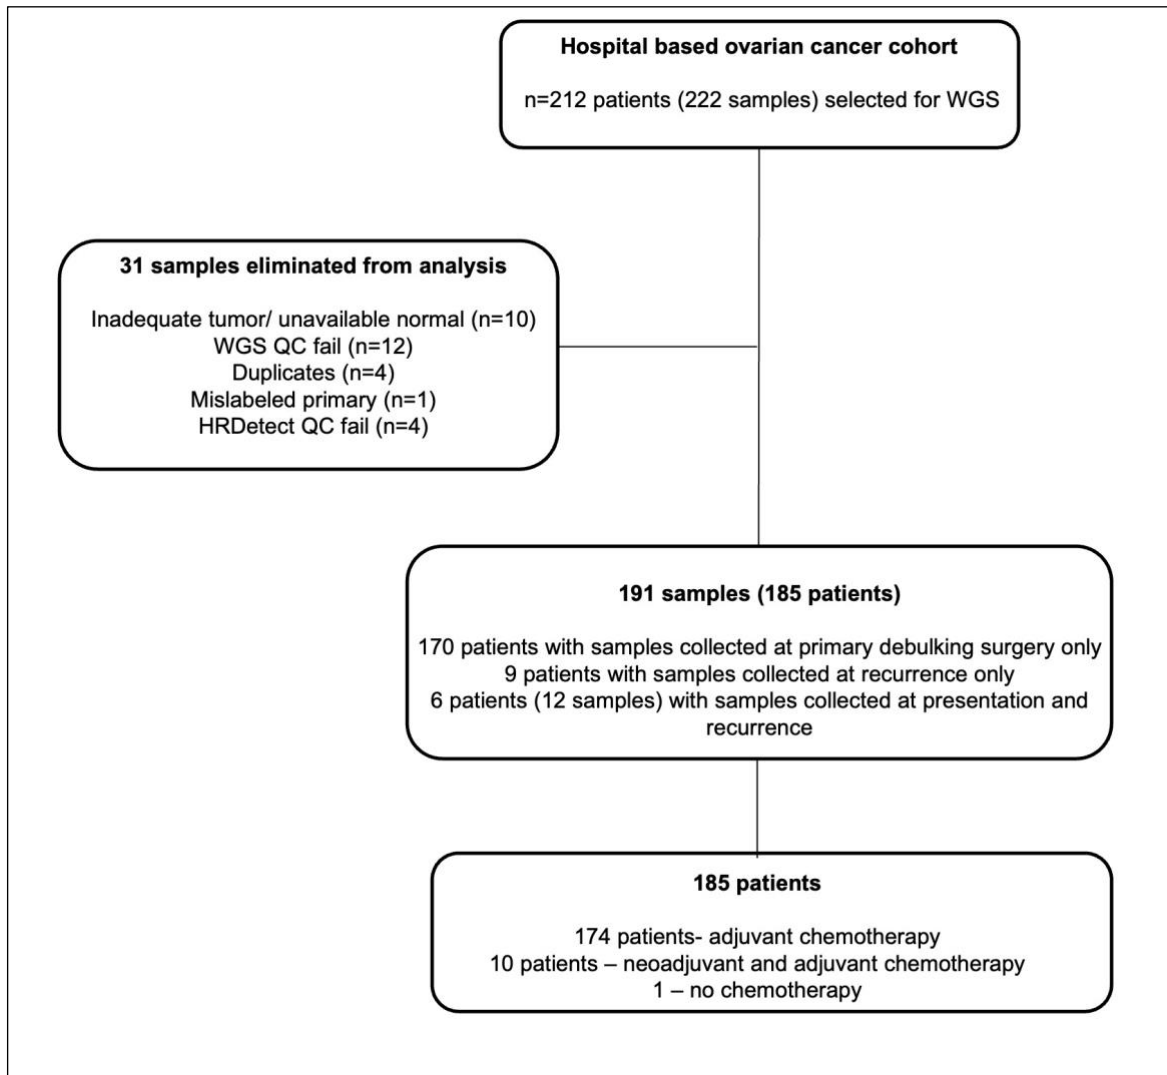 Hospital based ovarian cancer cohort
n=212 patients (222 samples) selected for WGS
31 samples eliminated from analysis
Inadequate tumor/ unavailable normal (n=10)
WGS QC fail (n=12)
Duplicates (n=4)
Mislabeled primary (n=1)
HRDetect QC fail (n=4)
191 samples (185 patients)
170 patients with samples collected at primary debulking surgery only
9 patients with samples collected at recurrence only
6 patients (12 samples) with samples collected at presentation and
recurrence
185 patients
174 patients- adjuvant chemotherapy
10 patients – neoadjuvant and adjuvant chemotherapy
1 – no chemotherapy